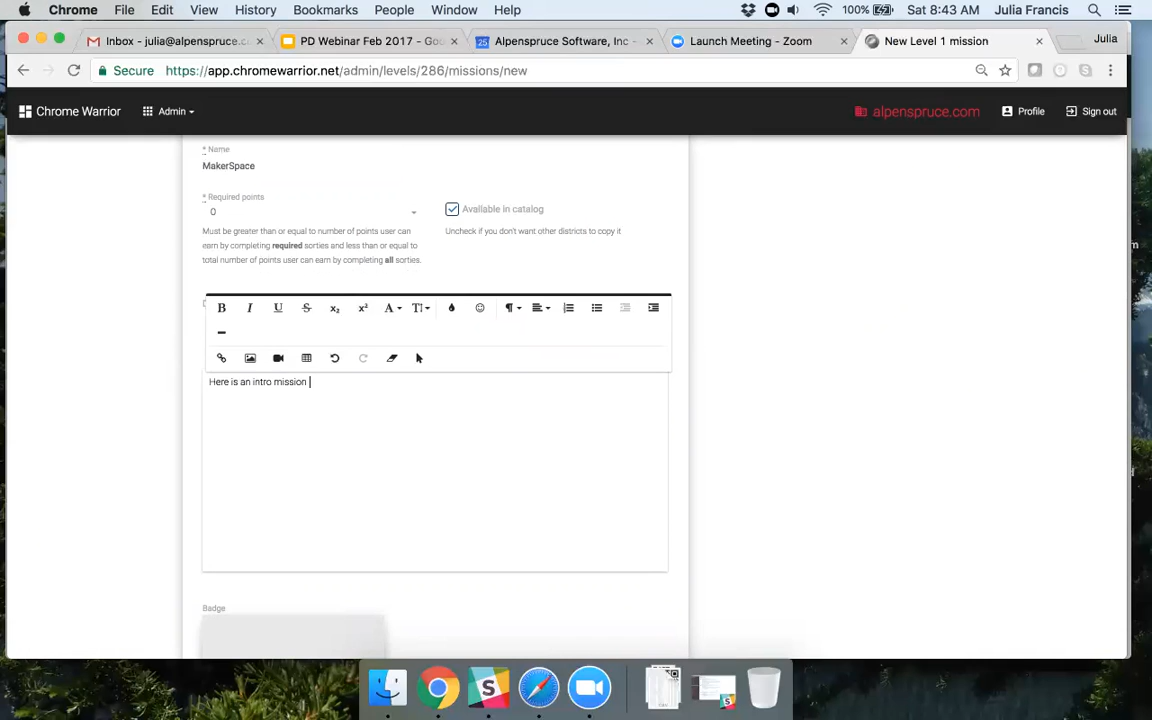 Chrome File Edit View History Bookmarks People Window Help 100% Sat 8:43 AM Julia Francis
Inbox - julia@alpenspruce.c PD Webinar Feb 2017 - Goo Alpenspruce Software, Inc - Launch Meeting - Zoom New Level 1 mission Julia
Secure https://app.chromewarrior.net/admin/levels/286/missions/new
Chrome Warrior Admin alpenspruce.com Profile Sign out
* Name
MakerSpace
* Required points
0 Available in catalog
Must be greater than or equal to number of points user can Uncheck if you don't want other districts to copy it
earn by completing required sorties and less than or equal to
total number of points user can earn by completing all sorties.
Here is an intro mission
Badge